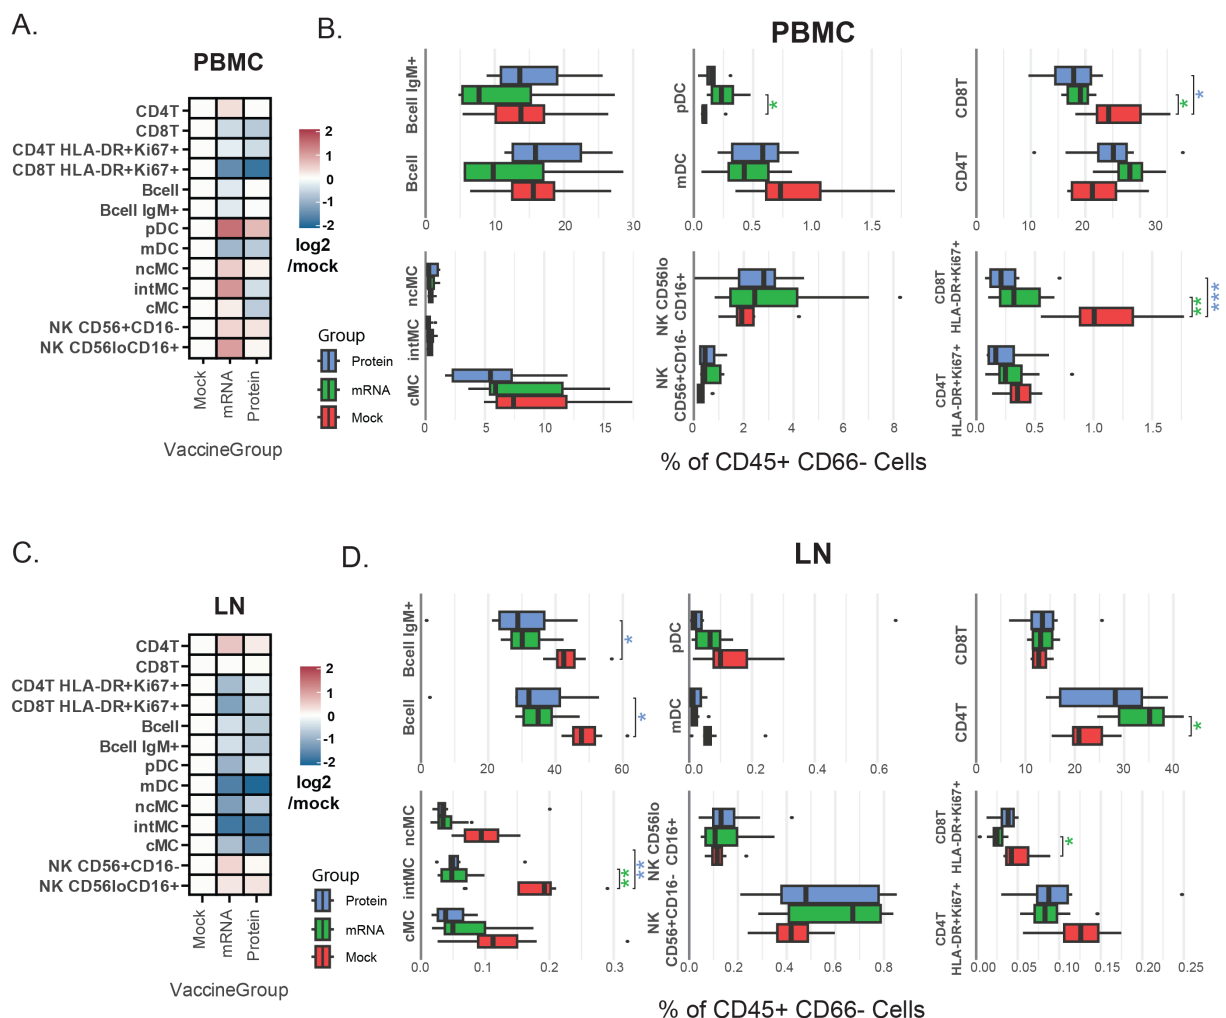 A.
PBMC
CD4T
CD8T
CD4T HLA-DR+Ki67+
CD8T HLA-DR+Ki67+
Bcell
Bcell IgM+
pDC
mDC
ncMC
intMC
cMC
NK CD56+CD16-
NK CD56loCD16+
Mock
mRNA
Protein
VaccineGroup
2
1
0
-1
-2
log2
/mock
Group
Protein
mRNA
Mock
B.
PBMC
Bcell IgM+
Bcell
0 10 20 30
pDC
*
mDC
0.0 0.5 1.0 1.5
CD8T
* *
CD4T
0 10 20 30
ncMC
intMC
cMC
0 5 10 15
NK CD56lo
CD16+
NK
CD56+CD16-
0 2 4 6 8
CD8T
HLA-DR+Ki67+
** ***
CD4T
HLA-DR+Ki67+
0.0 0.5 1.0 1.5
% of CD45+ CD66- Cells
C.
LN
CD4T
CD8T
CD4T HLA-DR+Ki67+
CD8T HLA-DR+Ki67+
Bcell
Bcell IgM+
pDC
mDC
ncMC
intMC
cMC
NK CD56+CD16-
NK CD56loCD16+
Mock
mRNA
Protein
VaccineGroup
2
1
0
-1
-2
log2
/mock
Group
Protein
mRNA
Mock
D.
LN
Bcell IgM+
*
Bcell
*
0 20 40 60
pDC
mDC
0.0 0.2 0.4 0.6
CD8T
CD4T
*
0 10 20 30 40
ncMC
intMC
** **
cMC
0.0 0.1 0.2 0.3
NK CD56lo
CD16+
NK
CD56+CD16-
0.0 0.2 0.4 0.6 0.8
CD8T
HLA-DR+Ki67+
*
CD4T
HLA-DR+Ki67+
0.00 0.05 0.10 0.15 0.20 0.25
% of CD45+ CD66- Cells